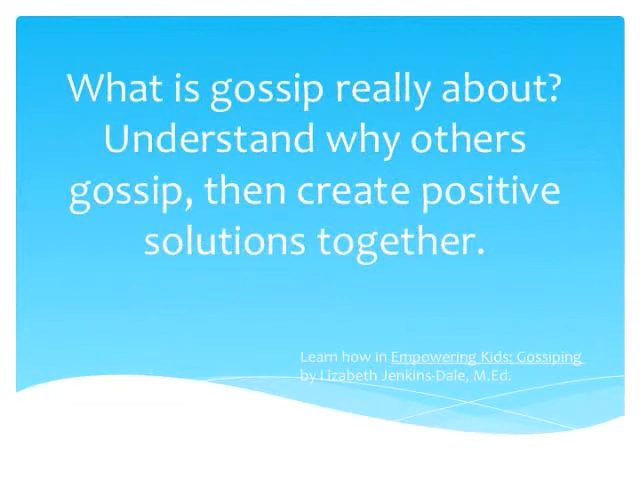 What is gossip really about?
Understand why others
gossip, then create positive
solutions together.
Learn how in Empowering Kids: Gossiping
by Lizabeth Jenkins-Dale, M.Ed.